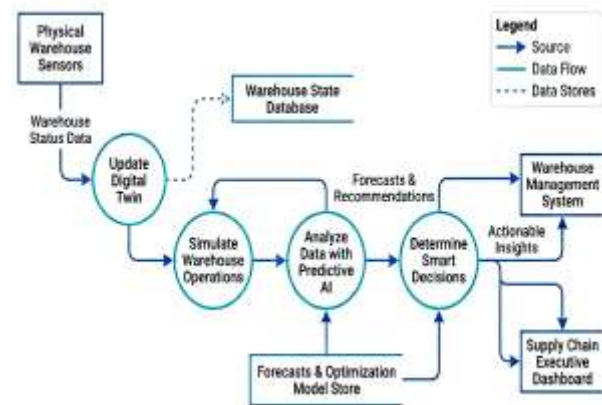 Physical
Warehouse
Sensors
Legend
Source
Data Flow
Data Stores
Warehouse State
Database
Warehouse
Status Data
Update
Digital
Twin
Forecasts &
Recommendations
Warehouse
Management
System
Simulate
Warehouse
Operations
Analyze
Data with
Predictive
AI
Determine
Smart
Decisions
Actionable
Insights
Forecasts & Optimization
Model Store
Supply Chain
Executive
Dashboard